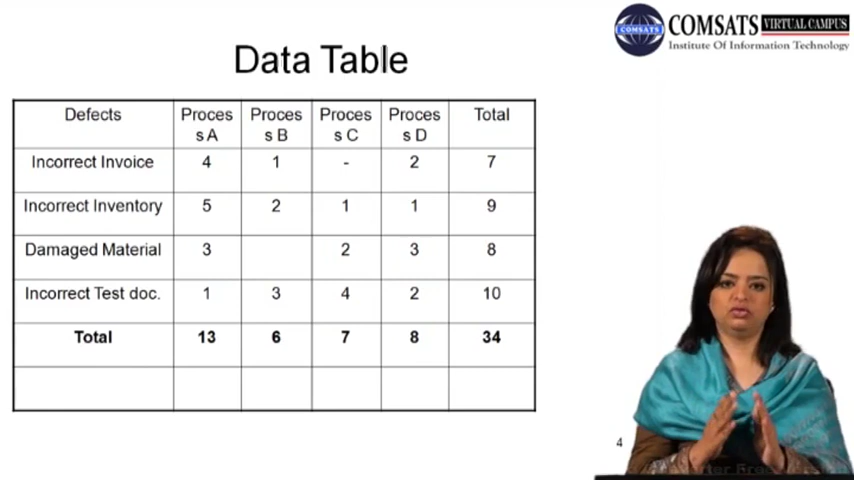 COMSATS VIRTUAL CAMPUS
COMSATS
Institute Of Information Technology
Data Table
Defects Proces s A Proces s B Proces s C Proces s D Total
Incorrect Invoice 4 1 - 2 7
Incorrect Inventory 5 2 1 1 9
Damaged Material 3 2 3 8
Incorrect Test doc. 1 3 4 2 10
Total 13 6 7 8 34
4